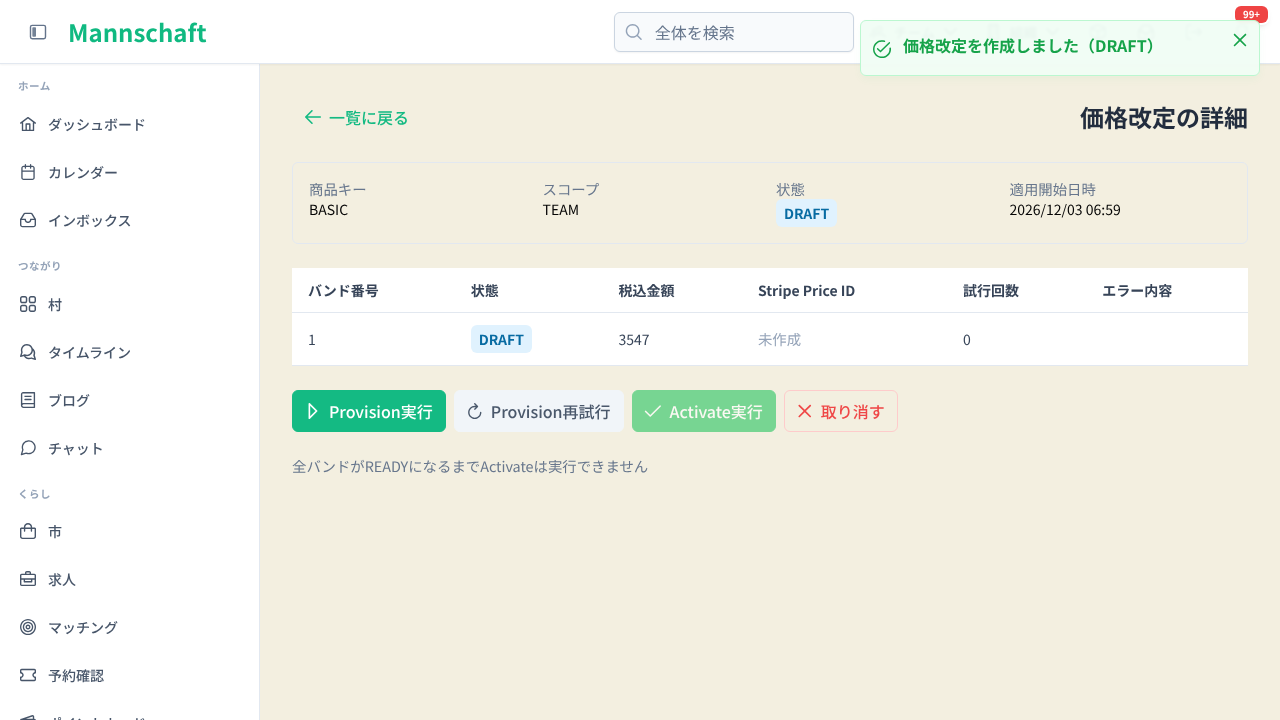 Mannschaft
全体を検索
99+
価格改定を作成しました（DRAFT）
ホーム
ダッシュボード
カレンダー
インボックス
つながり
村
タイムライン
ブログ
チャット
くらし
市
求人
マッチング
予約確認
一覧に戻る
価格改定の詳細
商品キー
BASIC
スコープ
TEAM
状態
DRAFT
適用開始日時
2026/12/03 06:59
バンド番号 状態 税込金額 Stripe Price ID 試行回数 エラー内容
1 DRAFT 3547 未作成 0
Provision実行 Provision再試行 Activate実行 取り消す
全バンドがREADYになるまでActivateは実行できません